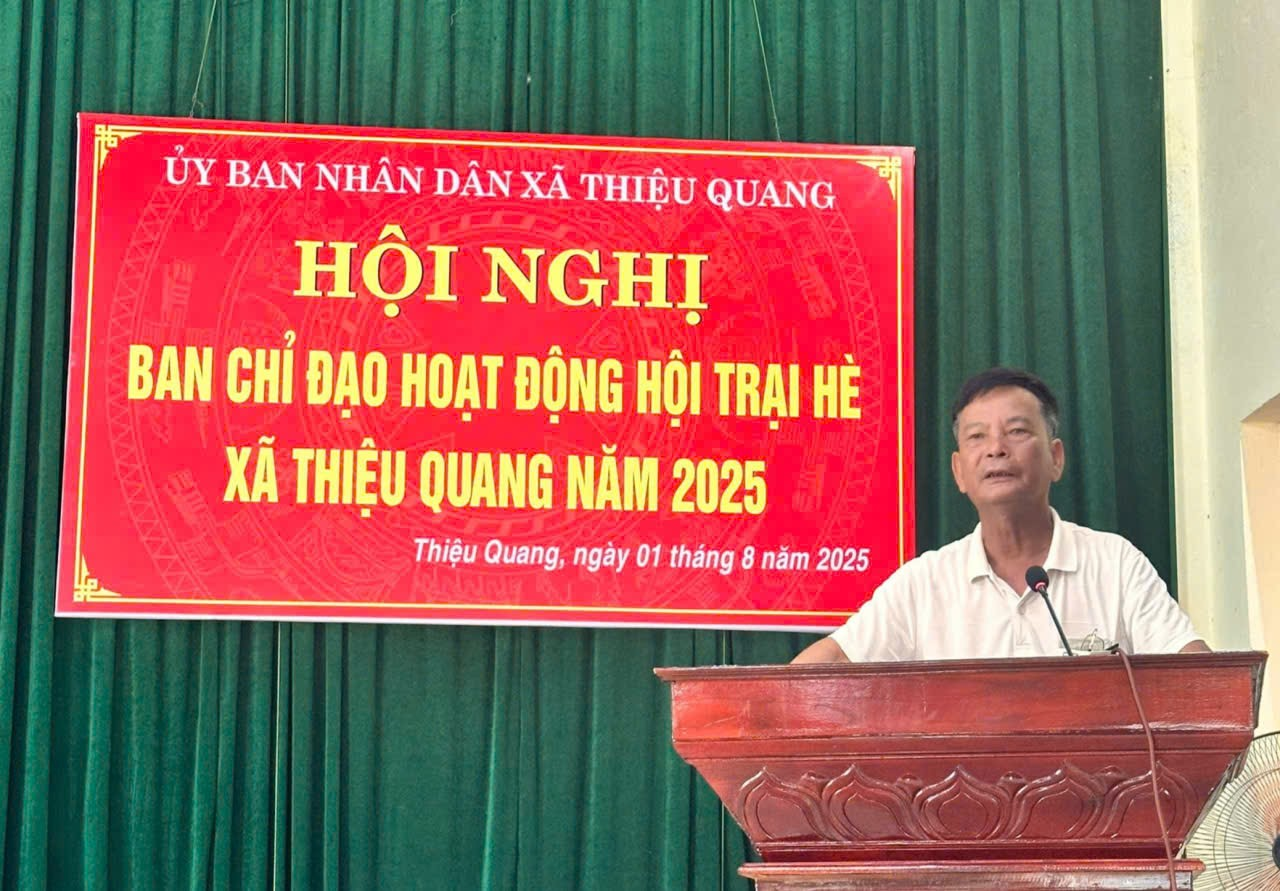 ỦY BAN NHÂN DÂN XÃ THIỆU QUANG
HỘI NGHỊ
BAN CHỈ ĐẠO HOẠT ĐỘNG HỘI TRẠI HÈ
XÃ THIỆU QUANG NĂM 2025
Thiệu Quang, ngày 01 tháng 8 năm 2025